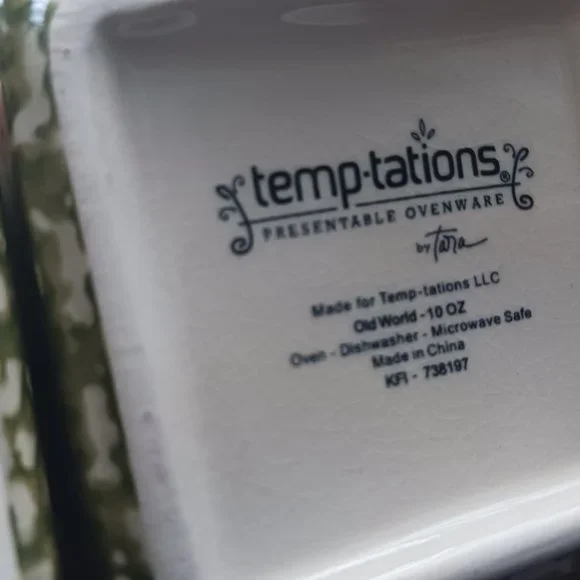 temp-tations®
PRESENTABLE OVENWARE
by Tara
Made for Temp-tations LLC
Old World - 10 OZ
Oven - Dishwasher - Microwave Safe
Made in China
KFI - 738197